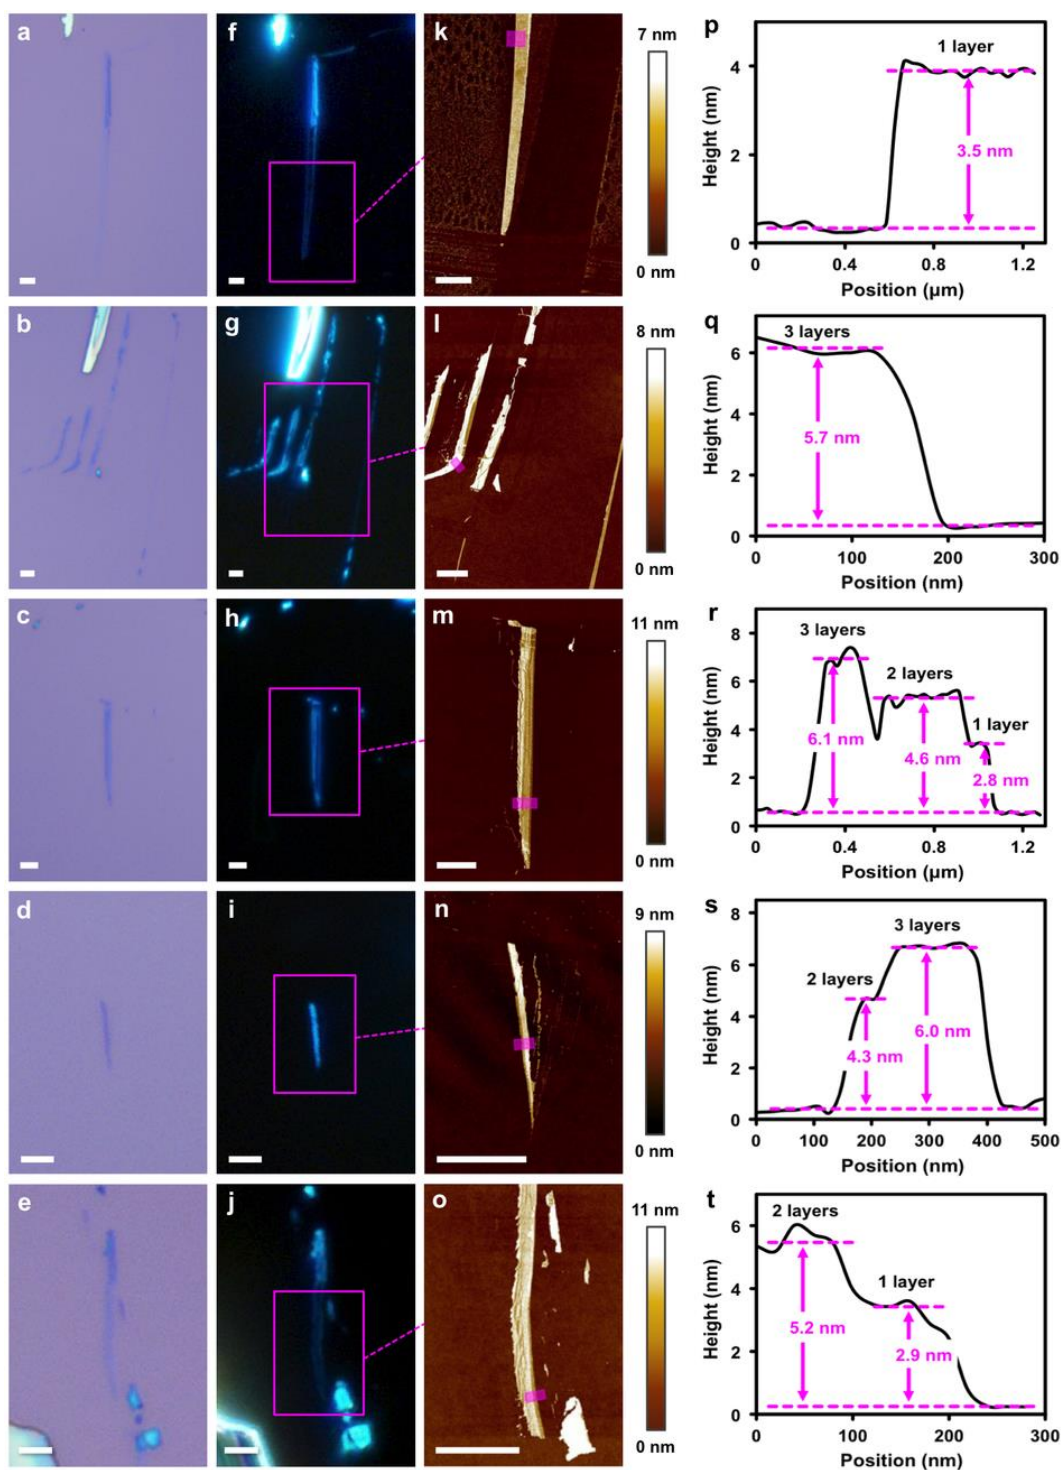 a
f
k
7 nm
0 nm
p
1 layer
3.5 nm
4
2
0
Height (nm)
0
0.4
0.8
1.2
Position (µm)
b
g
l
8 nm
0 nm
q
3 layers
5.7 nm
6
4
2
0
Height (nm)
0
100
200
300
Position (nm)
c
h
m
11 nm
0 nm
r
3 layers
2 layers
1 layer
6.1 nm
4.6 nm
2.8 nm
8
6
4
2
0
Height (nm)
0
0.4
0.8
1.2
Position (µm)
d
i
n
9 nm
0 nm
s
3 layers
2 layers
6.0 nm
4.3 nm
8
6
4
2
0
Height (nm)
0
100
200
300
400
500
Position (nm)
e
j
o
11 nm
0 nm
t
2 layers
1 layer
5.2 nm
2.9 nm
6
4
2
0
Height (nm)
0
100
200
300
Position (nm)